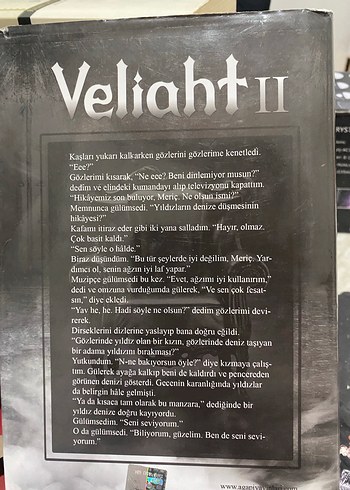 Veliaht II
Kaşları yukarı kalkarken gözlerini gözlerime kenetledi.
“Eee?”
Gözlerimi kısarak, “Ne eee? Beni dinlemiyor musun?”
dedim ve elindeki kumandayı alıp televizyonu kapattım.
“Hikâyemiz son buluyor, Meriç. Ne olsun ismi?”
Memnunca gülümsedi. “Yıldızların denize düşmesinin
hikâyesi?”
Kafamı itiraz eder gibi iki yana salladım. “Hayır, olmaz.
Çok basit kaldı.”
“Sen söyle o hâlde.”
Biraz düşündüm. “Bu tür şeylerde iyi değilim, Meriç. Yar-
dımcı ol, senin ağzın iyi laf yapar.”
Muzipçe gülümsedi bu kez. “Evet, ağzımı iyi kullanırım,”
dedi ve omzuna vurduğumda gülerek, “Ve sen çok fesat-
sın,” diye ekledi.
“Yav he, he. Hadi söyle ne olsun?” dedim gözlerimi devi-
rerek.
Dirseklerini dizlerine yaslayıp bana doğru eğildi.
“Gözlerinde yıldız olan bir kızın, gözlerinde deniz taşıyan
bir adama yıldızını bırakması?”
Yutkundum. “N-ne bakıyorsun öyle?” diye kızmaya çalış-
tım. Gülerek ayağa kalkıp beni de kaldırdı ve pencereden
görünen denizi gösterdi. Gecenin karanlığında yıldızlar
da belirgin hâle gelmişti.
“Ya da kısaca tam olarak bu manzara,” dediğinde bir
yıldız denize doğru kayıyordu.
Gülümsedim. “Seni seviyorum.”
O da gülümsedi. “Biliyorum, güzelim. Ben de seni sevi-
yorum.”